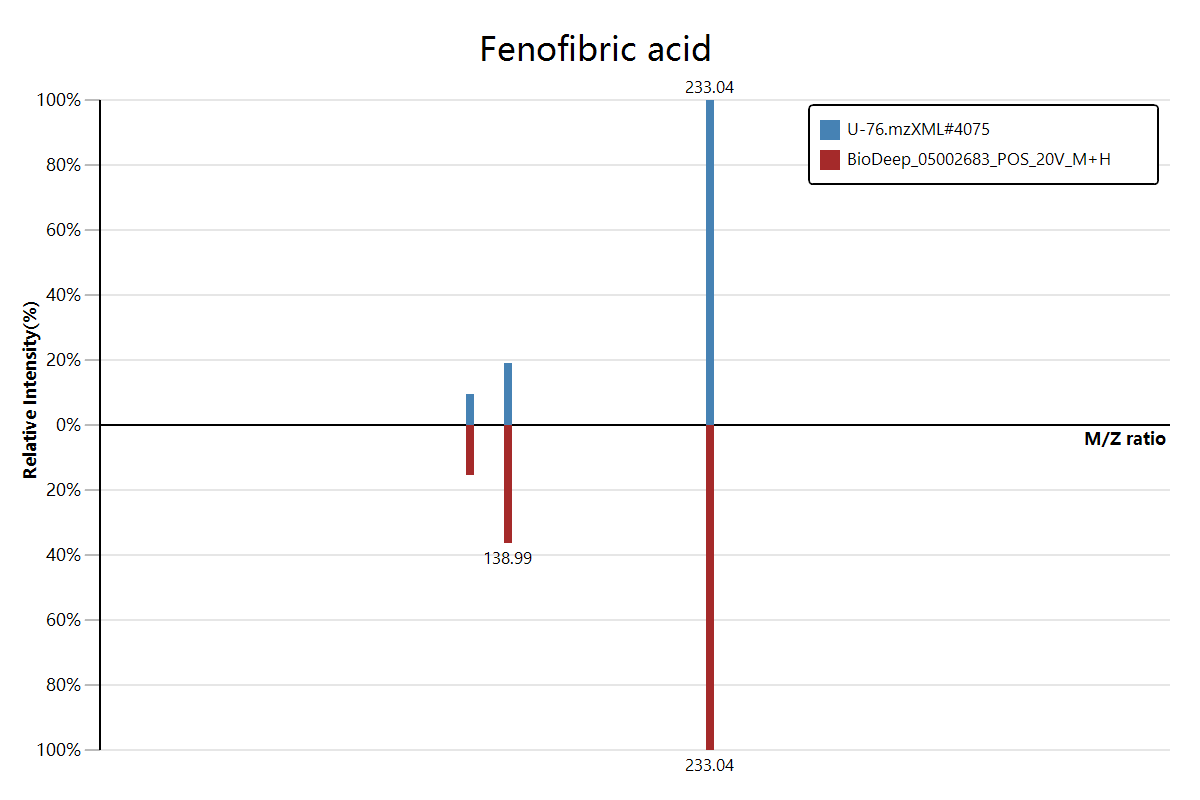 Fenofibric acid
233.04
100%
80%
60%
40%
20%
0%
20%
40%
60%
80%
100%
Relative Intensity(%)
U-76.mzXML#4075
BioDeep_05002683_POS_20V_M+H
M/Z ratio
138.99
233.04